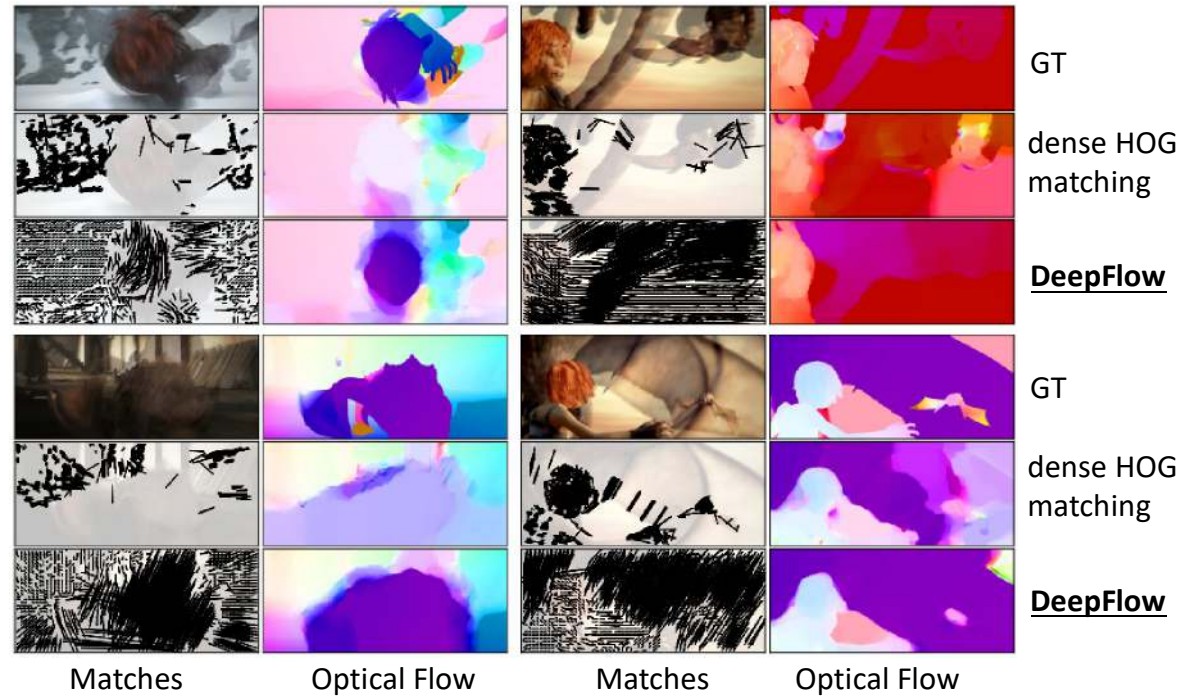 GT
dense HOG
matching
DeepFlow
GT
dense HOG
matching
DeepFlow
Matches
Optical Flow
Matches
Optical Flow